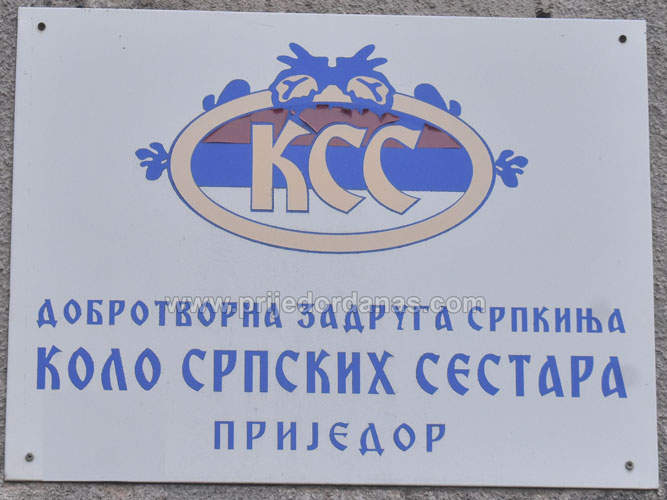 КСС
www.prijedordanas.com
ДОБРОТВОРНА ЗАДРУГА СРПКИЊА
КОЛО СРПСКИХ СЕСТАРА
ПРИЈЕДОР